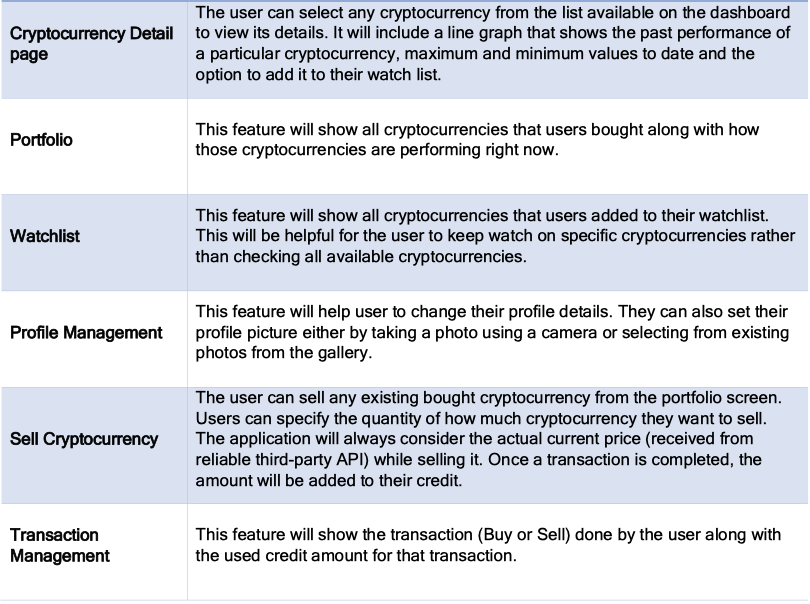 Cryptocurrency Detail
page
The user can select any cryptocurrency from the list available on the dashboard
to view its details. It will include a line graph that shows the past performance of
a particular cryptocurrency, maximum and minimum values to date and the
option to add it to their watch list.
Portfolio
This feature will show all cryptocurrencies that users bought along with how
those cryptocurrencies are performing right now.
Watchlist
This feature will show all cryptocurrencies that users added to their watchlist.
This will be helpful for the user to keep watch on specific cryptocurrencies rather
than checking all available cryptocurrencies.
Profile Management
This feature will help user to change their profile details. They can also set their
profile picture either by taking a photo using a camera or selecting from existing
photos from the gallery.
Sell Cryptocurrency
The user can sell any existing bought cryptocurrency from the portfolio screen.
Users can specify the quantity of how much cryptocurrency they want to sell.
The application will always consider the actual current price (received from
reliable third-party API) while selling it. Once a transaction is completed, the
amount will be added to their credit.
Transaction
Management
This feature will show the transaction (Buy or Sell) done by the user along with
the used credit amount for that transaction.